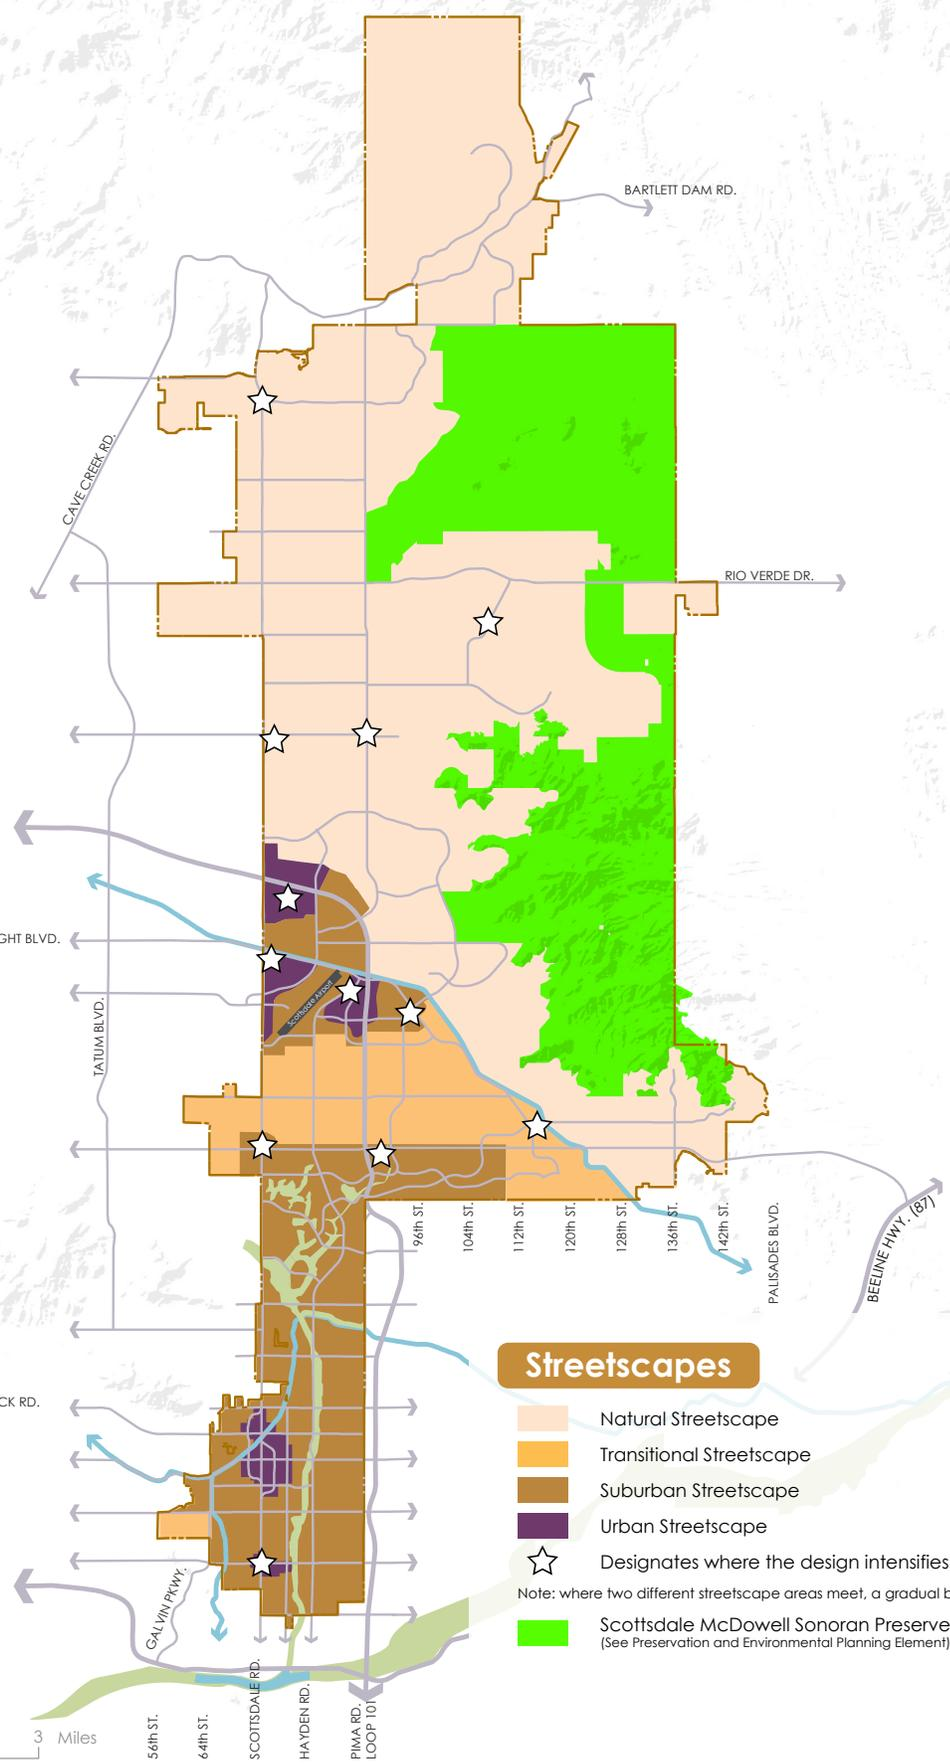 BARTLETT DAM RD.
CAVE CREEK RD.
RIO VERDE DR.
GHT BLVD.
Scottsdale Airport
TATUM BLVD.
96th ST.
104th ST.
112th ST.
120th ST.
128th ST.
136th ST.
142th ST.
PALISADES BLVD.
BEELINE HWY. (87)
Streetscapes
CK RD.
Natural Streetscape
Transitional Streetscape
Suburban Streetscape
Urban Streetscape
Designates where the design intensifies
Note: where two different streetscape areas meet, a gradual b
Scottsdale McDowell Sonoran Preserve
(See Preservation and Environmental Planning Element)
GALVIN PKWY.
3 Miles
56th ST.
64th ST.
SCOTTSDALE RD.
HAYDEN RD.
PIMA RD.
LOOP 101